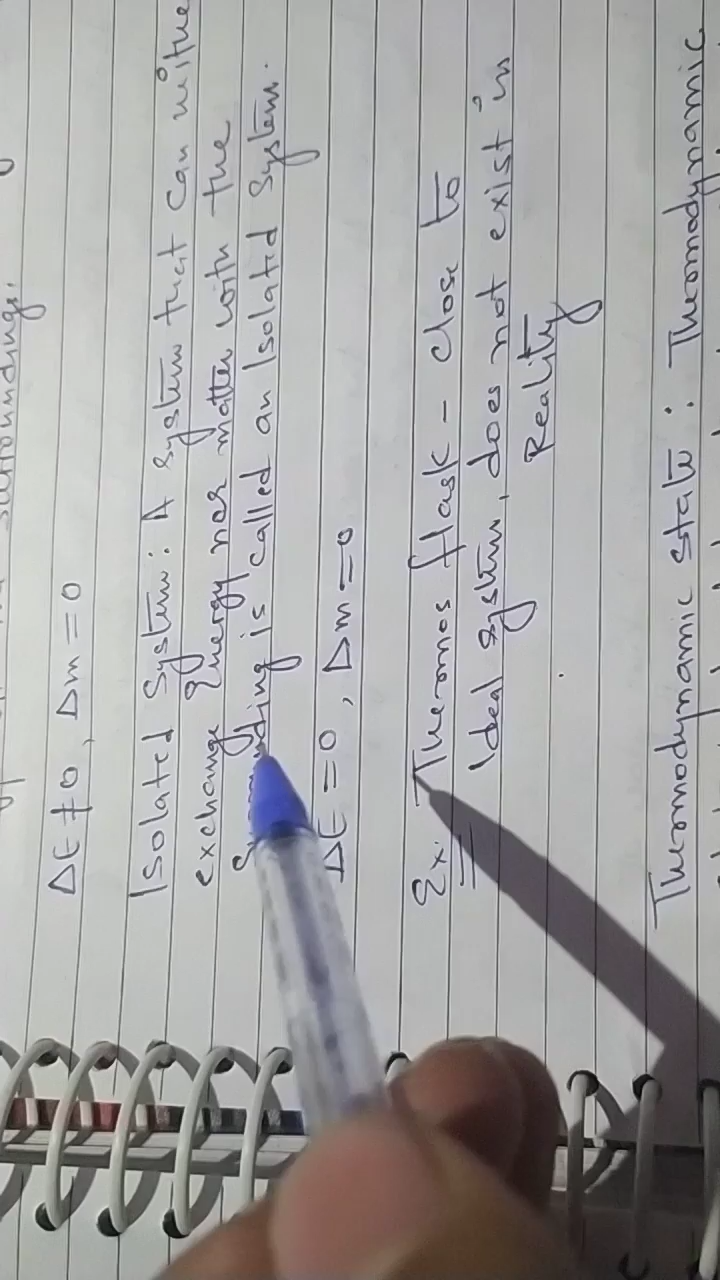 surroundings.
ΔE ≠ 0, Δm = 0
Isolated System: A system that can withe
exchange Energy nor matter with the
is called an Isolated System.
ΔE = 0, Δm = 0
Ex. Thermos flask - close to
Ideal system, does not exist in
Reality
Thermodynamic state: Thermodynamic